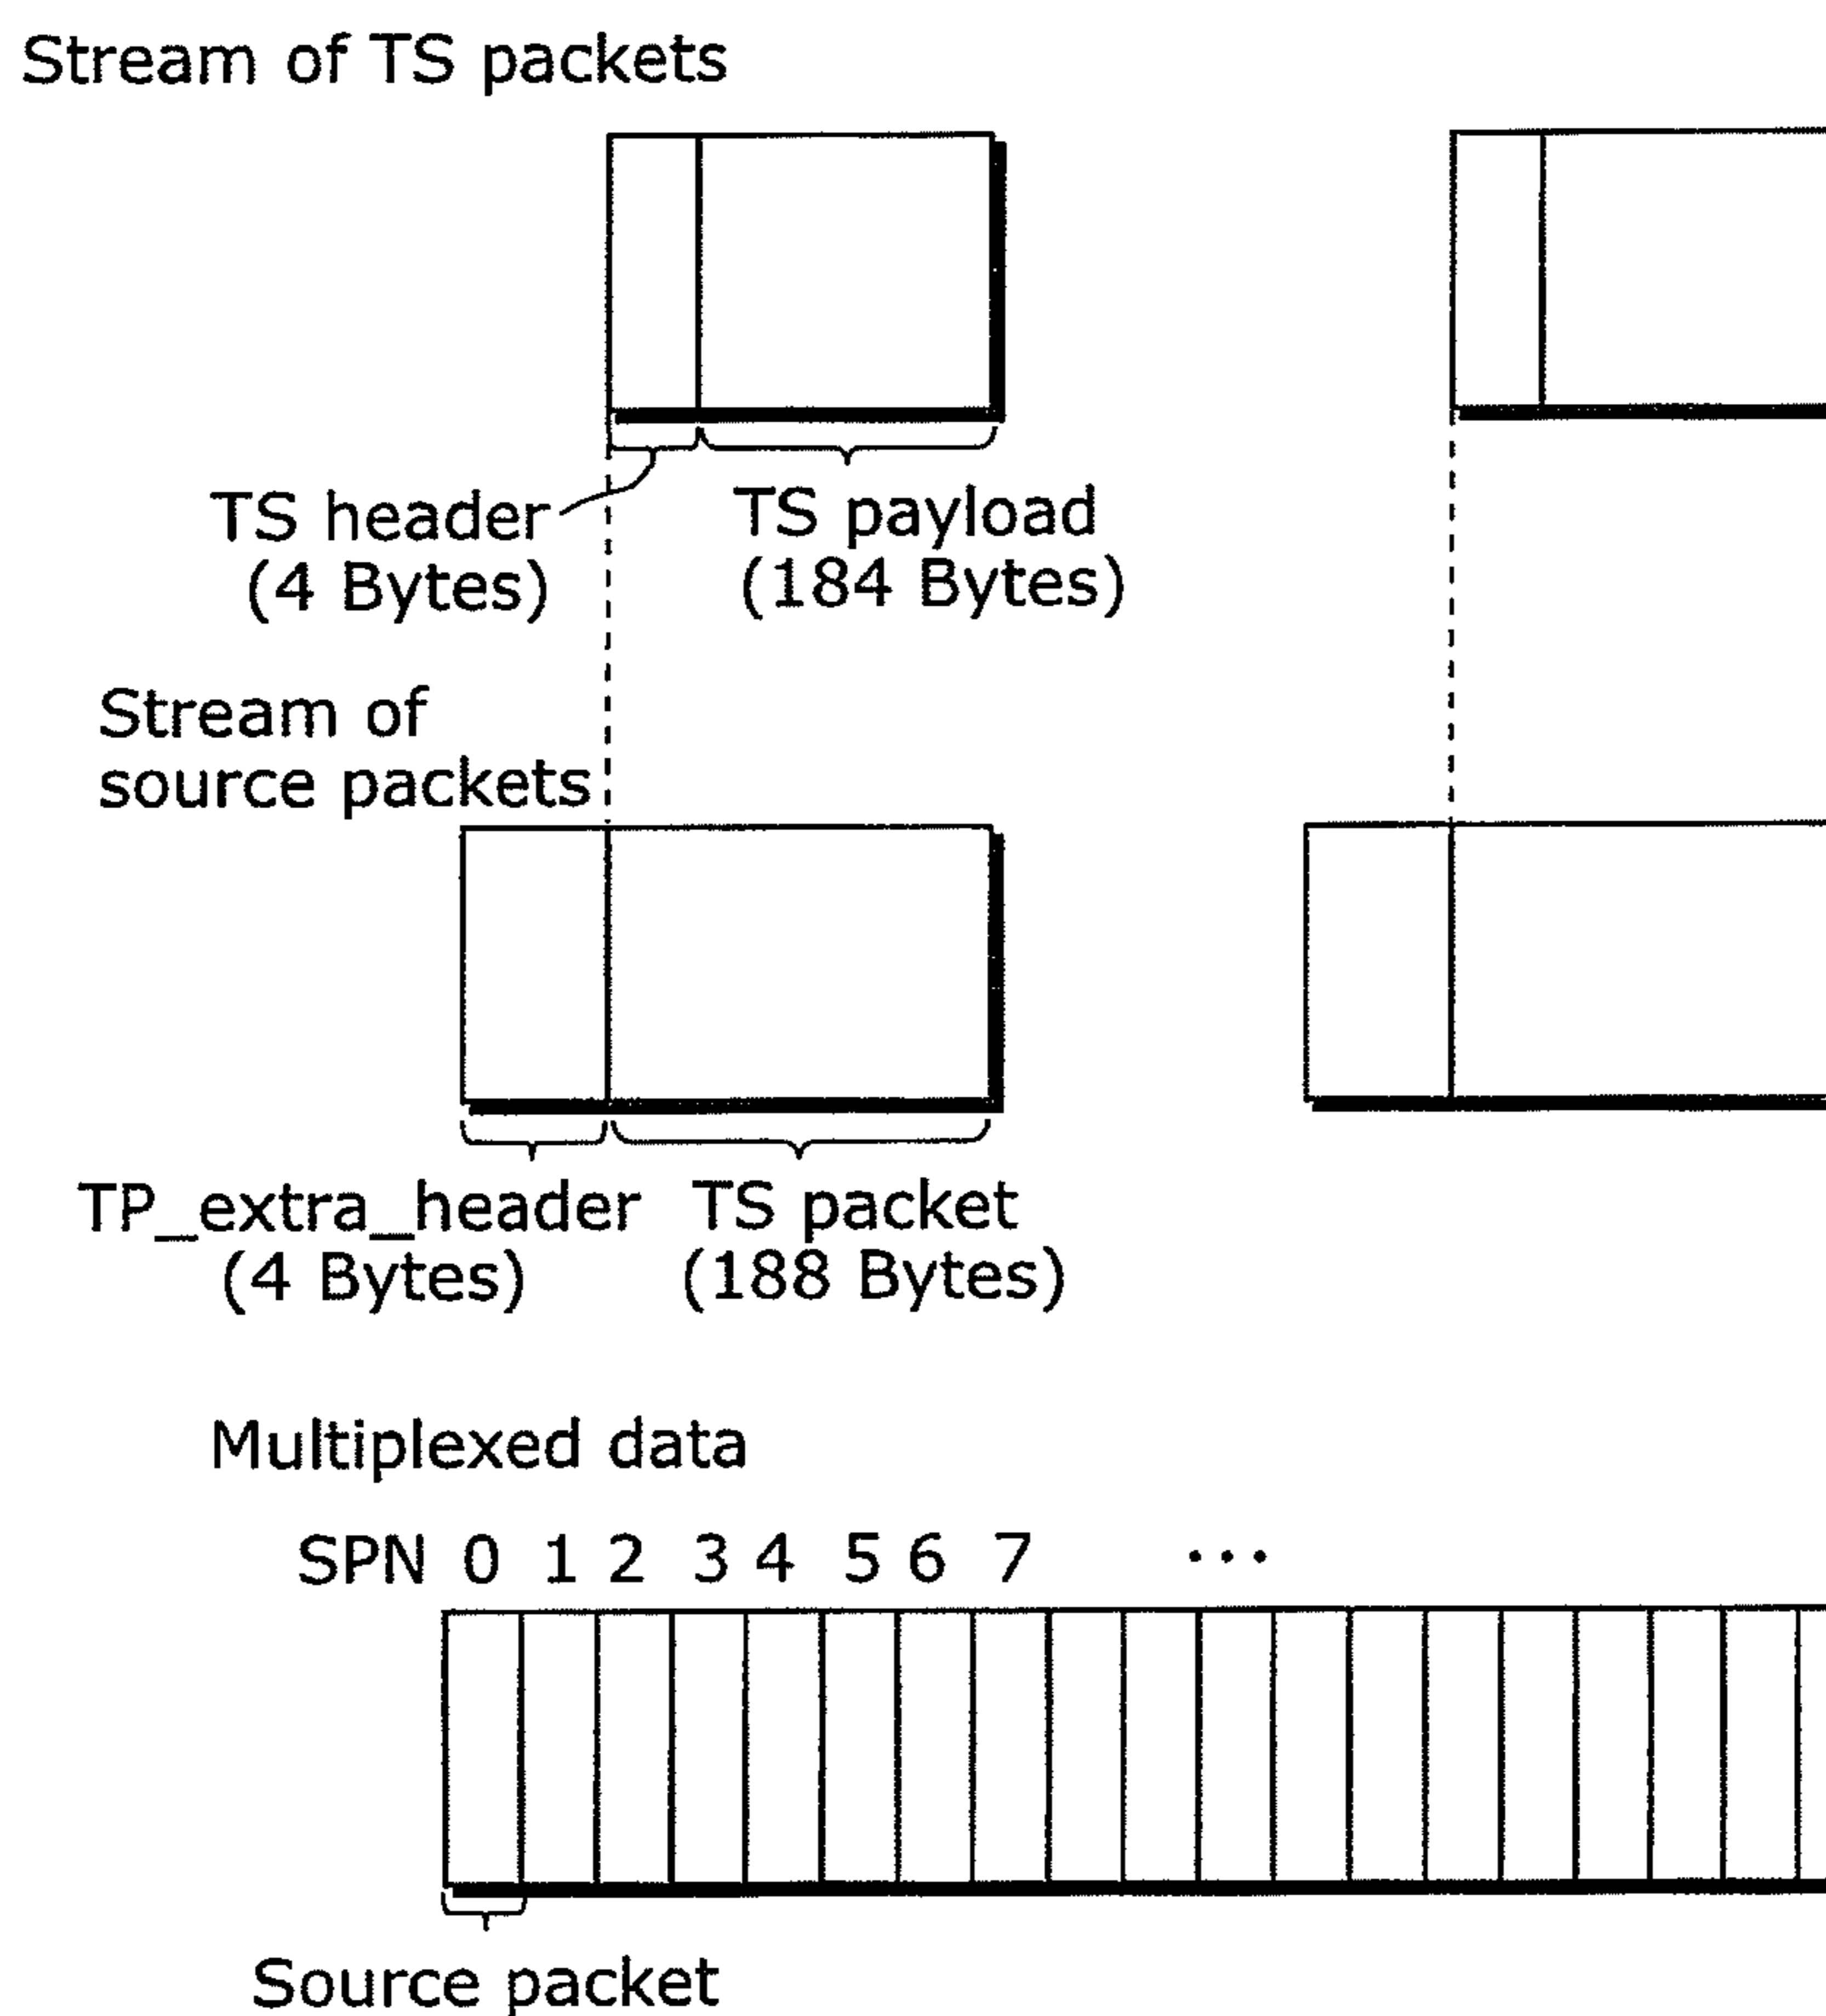 Stream of TS packets
TS header
(4 Bytes)
TS payload
(184 Bytes)
Stream of
source packets
TP_extra_header
(4 Bytes)
TS packet
(188 Bytes)
Multiplexed data
SPN 0 1 2 3 4 5 6 7 ...
Source packet